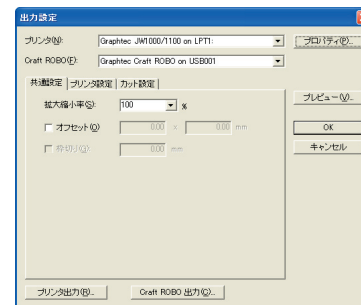 出力設定
プリンタ(N): Graphtec JW1000/1100 on LPT1: プロパティ(P)...
Craft ROBO(F): Graphtec Craft ROBO on USB001
共通設定 プリンタ設定 カット設定
拡大縮小率(S): 100 % プレビュー(V)...
オフセット(O) 0.00 × 0.00 mm OK
枠切り(G) 0.00 mm キャンセル
プリンタ出力(R)... Craft ROBO 出力(C)...